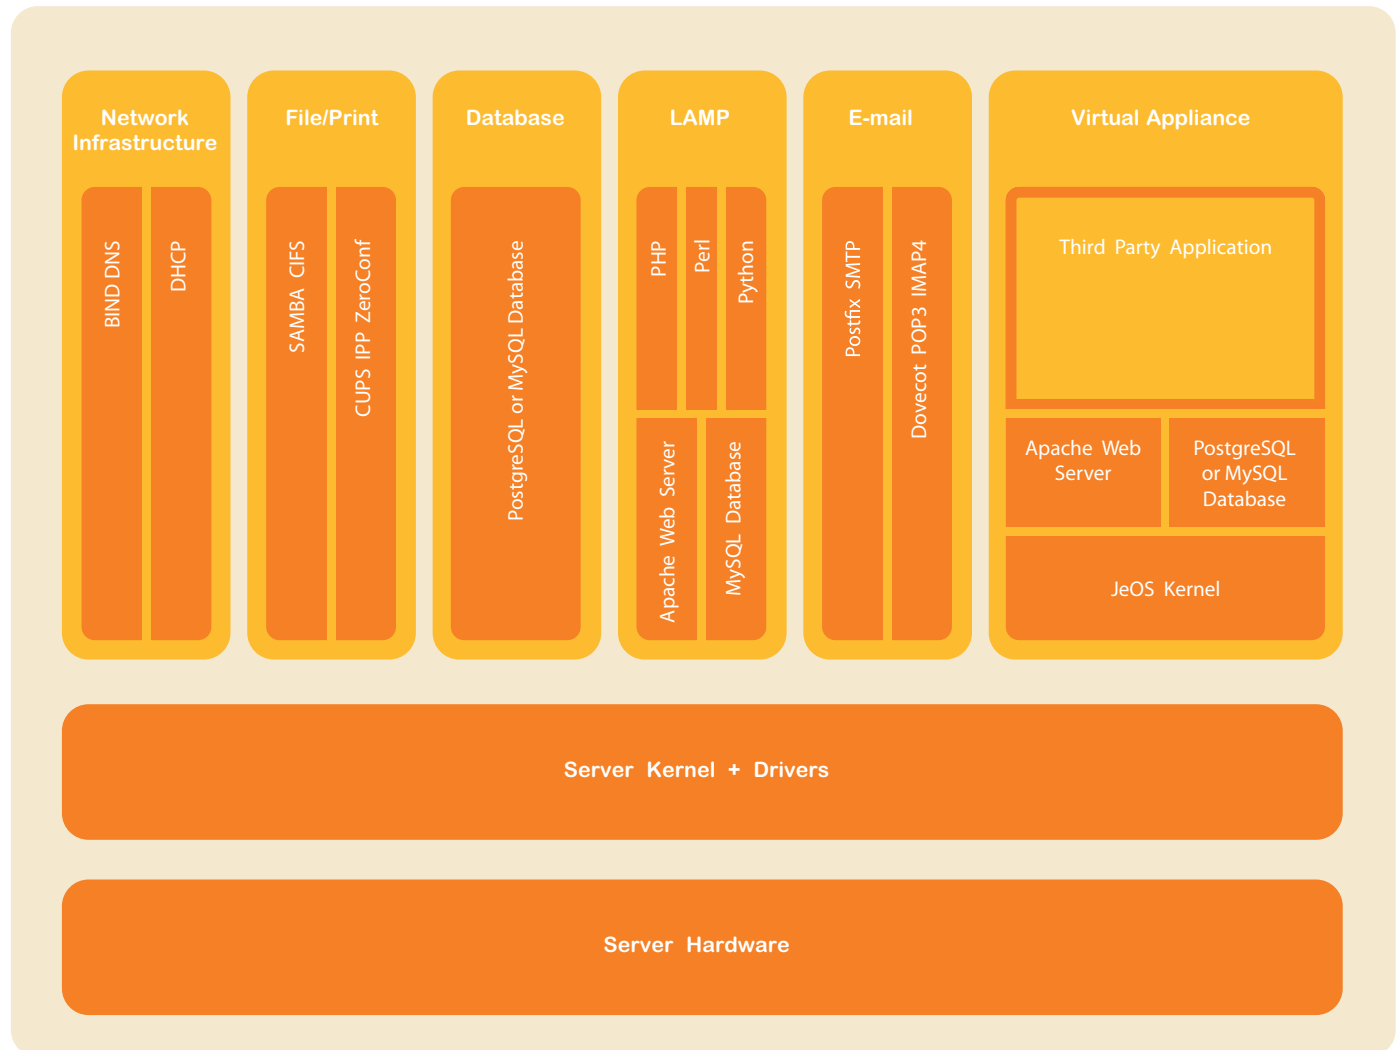 Network
Infrastructure
BIND DNS
DHCP
File/Print
SAMBA CIFS
CUPS IPP ZeroConf
Database
PostgreSQL or MySQL Database
LAMP
PHP
Perl
Python
Apache Web Server
MySQL Database
E-mail
Postfix SMTP
Dovecot POP3 IMAP4
Virtual Appliance
Third Party Application
Apache Web
Server
PostgreSQL
or MySQL
Database
JeOS Kernel
Server Kernel + Drivers
Server Hardware